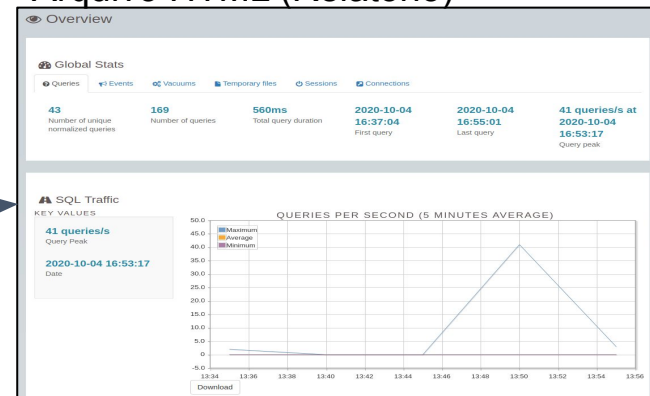 Arquivo HTML (Relatório)
Overview
Global Stats
Queries Events Vacuums Temporary files Sessions Connections
43 169 560ms 2020-10-04 16:37:04 2020-10-04 16:55:01 41 queries/s at 2020-10-04 16:53:17
Number of unique normalized queries Number of queries Total query duration First query Last query Query peak
SQL Traffic
KEY VALUES
41 queries/s
Query Peak
2020-10-04 16:53:17
Date
QUERIES PER SECOND (5 MINUTES AVERAGE)
Maximum
Average
Minimum
50.0
45.0
40.0
35.0
30.0
25.0
20.0
15.0
10.0
5.0
0
-5.0
13:34 13:36 13:38 13:40 13:42 13:44 13:46 13:48 13:50 13:52 13:54 13:56
Download